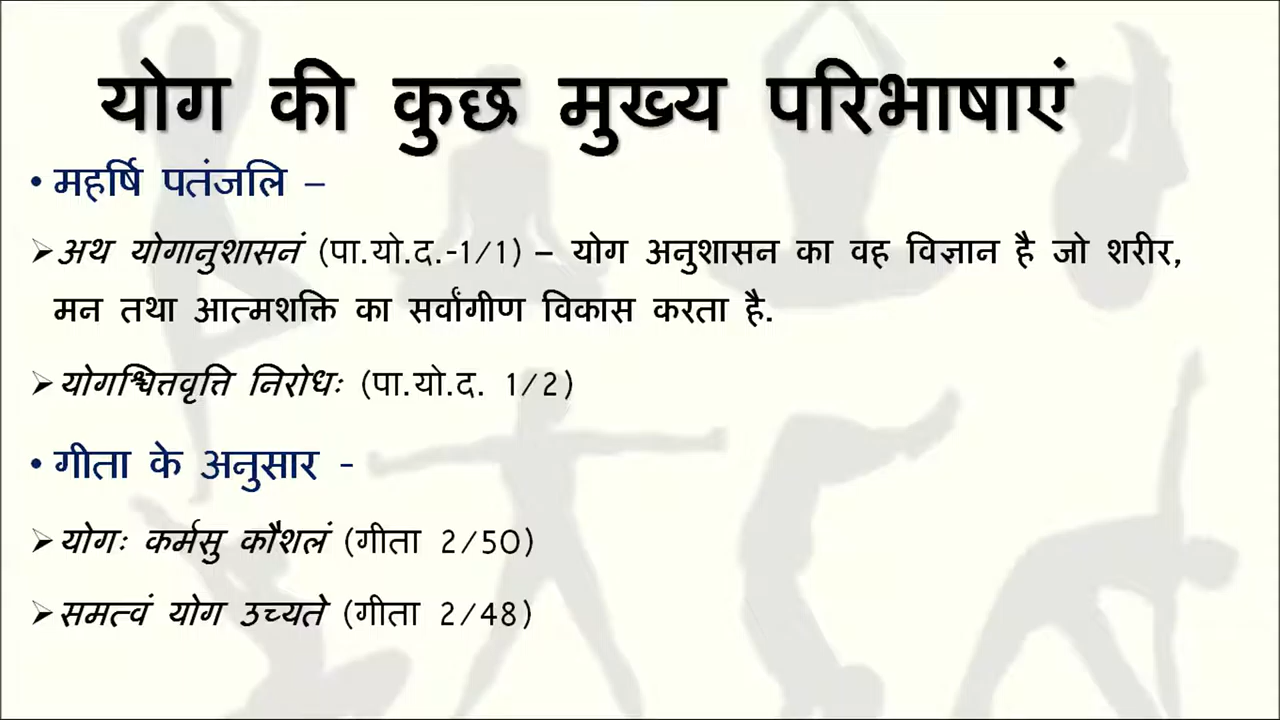 योग की कुछ मुख्य परिभाषाएं
• महर्षि पतंजलि –
➢अथ योगानुशासनं (पा.यो.द.-1/1) – योग अनुशासन का वह विज्ञान है जो शरीर,
मन तथा आत्मशक्ति का सर्वांगीण विकास करता है.
➢योगश्चित्तवृत्ति निरोधः (पा.यो.द. 1/2)
• गीता के अनुसार -
➢योगः कर्मसु कौशलं (गीता 2/50)
➢समत्वं योग उच्यते (गीता 2/48)